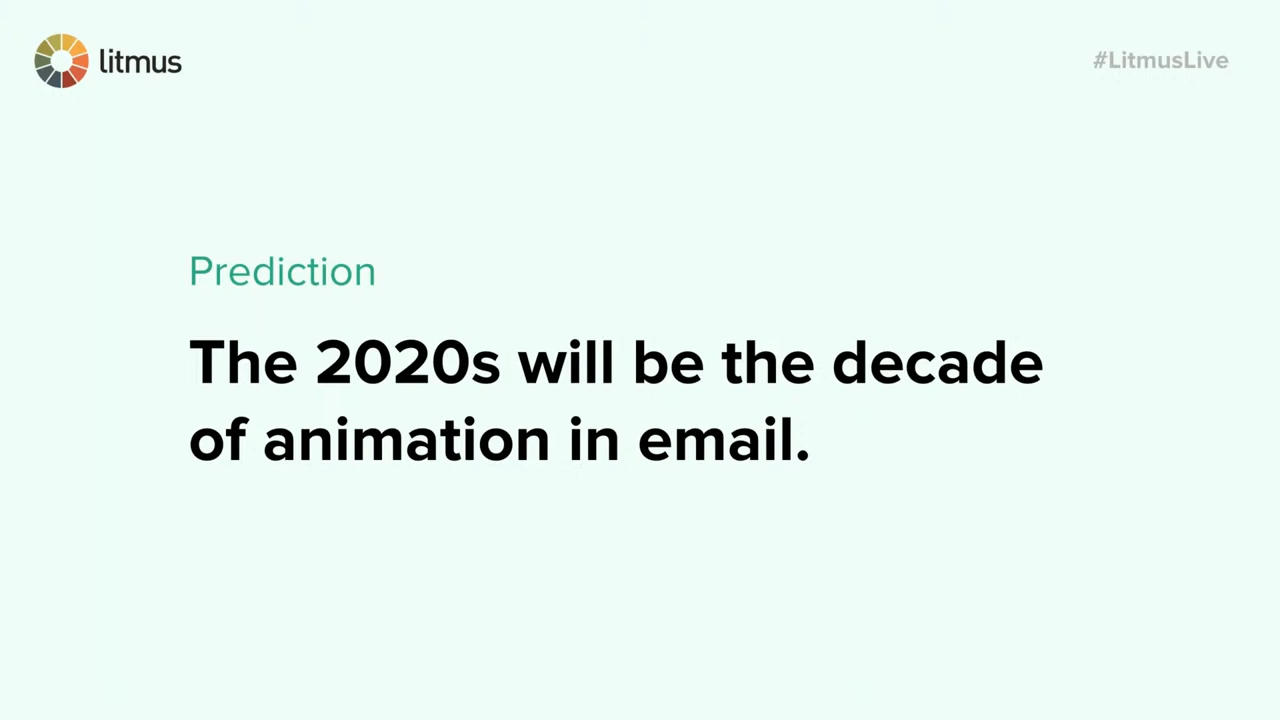 litmus
#LitmusLive
Prediction
The 2020s will be the decade
of animation in email.